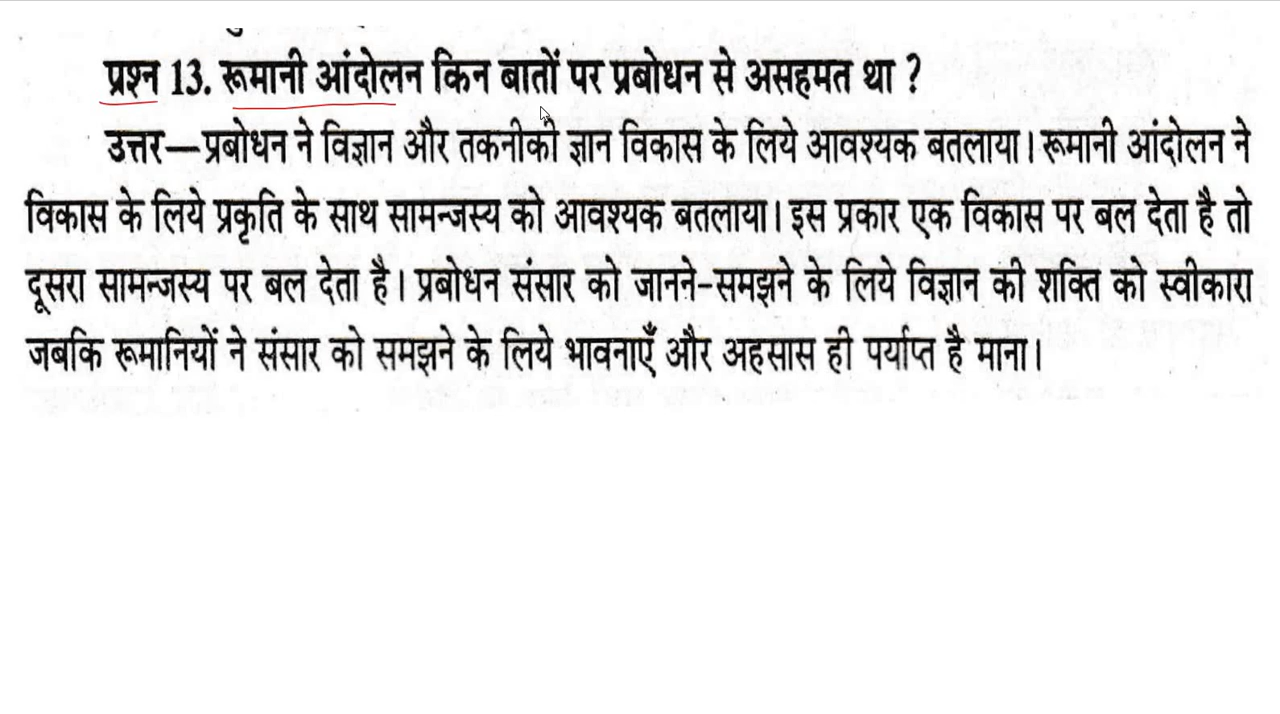 प्रश्न 13. रूमानी आंदोलन किन बातों पर प्रबोधन से असहमत था ?
उत्तर—प्रबोधन ने विज्ञान और तकनीकी ज्ञान विकास के लिये आवश्यक बतलाया। रूमानी आंदोलन ने
विकास के लिये प्रकृति के साथ सामन्जस्य को आवश्यक बतलाया। इस प्रकार एक विकास पर बल देता है तो
दूसरा सामन्जस्य पर बल देता है। प्रबोधन संसार को जानने-समझने के लिये विज्ञान की शक्ति को स्वीकारा
जबकि रूमानियों ने संसार को समझने के लिये भावनाएँ और अहसास ही पर्याप्त है माना।